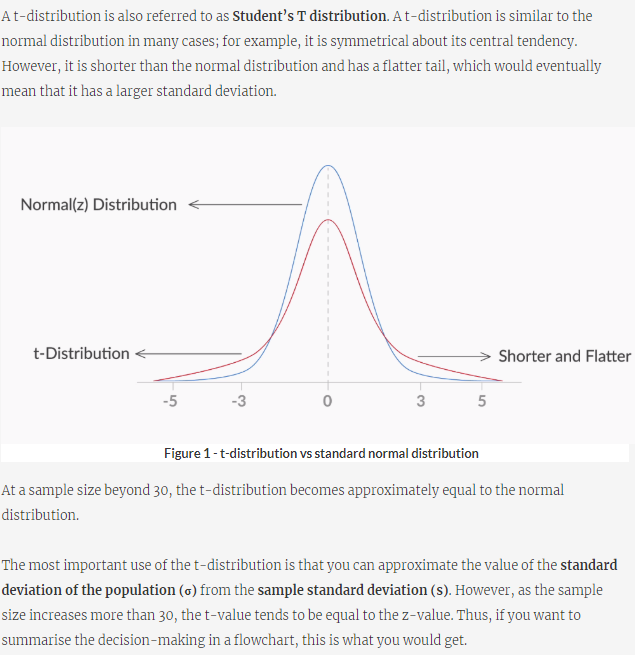 A t-distribution is also referred to as Student's T distribution. A t-distribution is similar to the
normal distribution in many cases; for example, it is symmetrical about its central tendency.
However, it is shorter than the normal distribution and has a flatter tail, which would eventually
mean that it has a larger standard deviation.
Normal(z) Distribution
t-Distribution
Shorter and Flatter
-5 -3 0 3 5
Figure 1 - t-distribution vs standard normal distribution
At a sample size beyond 30, the t-distribution becomes approximately equal to the normal
distribution.
The most important use of the t-distribution is that you can approximate the value of the standard
deviation of the population (σ) from the sample standard deviation (s). However, as the sample
size increases more than 30, the t-value tends to be equal to the z-value. Thus, if you want to
summarise the decision-making in a flowchart, this is what you would get.